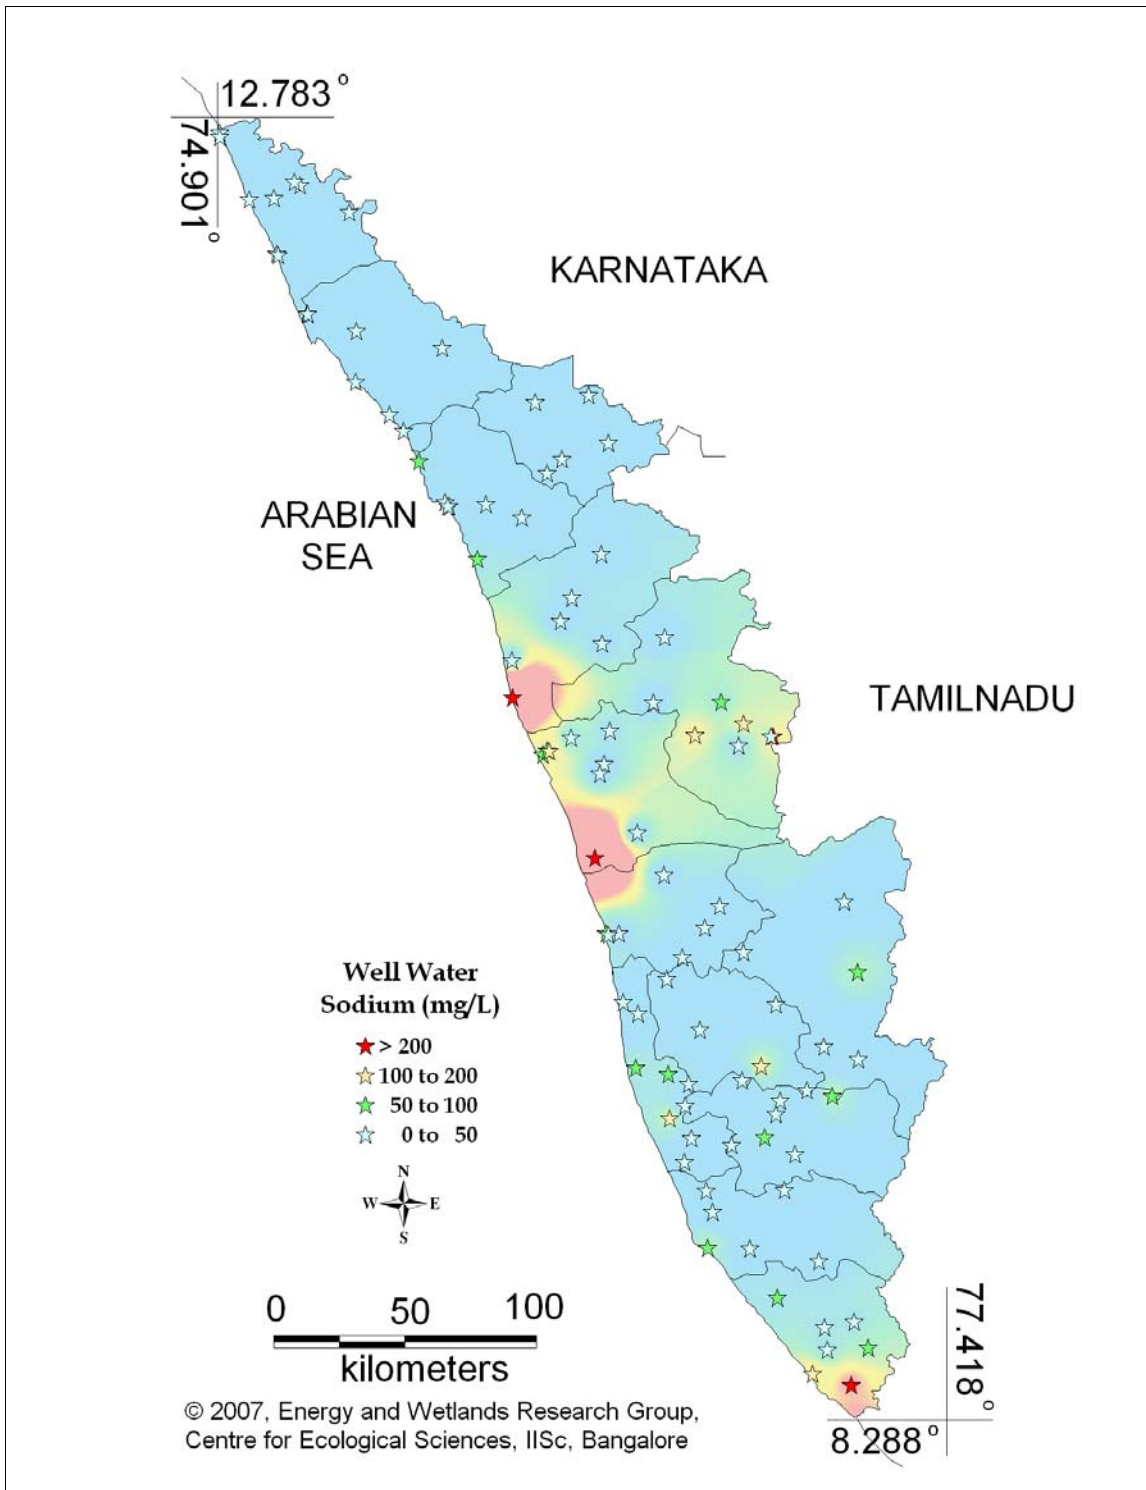 12.783°
74.901°
KARNATAKA
ARABIAN
SEA
TAMILNADU
Well Water
Sodium (mg/L)
> 200
100 to 200
50 to 100
0 to 50
N
W E
S
0 50 100
kilometers
77.418°
8.288°
© 2007, Energy and Wetlands Research Group,
Centre for Ecological Sciences, IISc, Bangalore